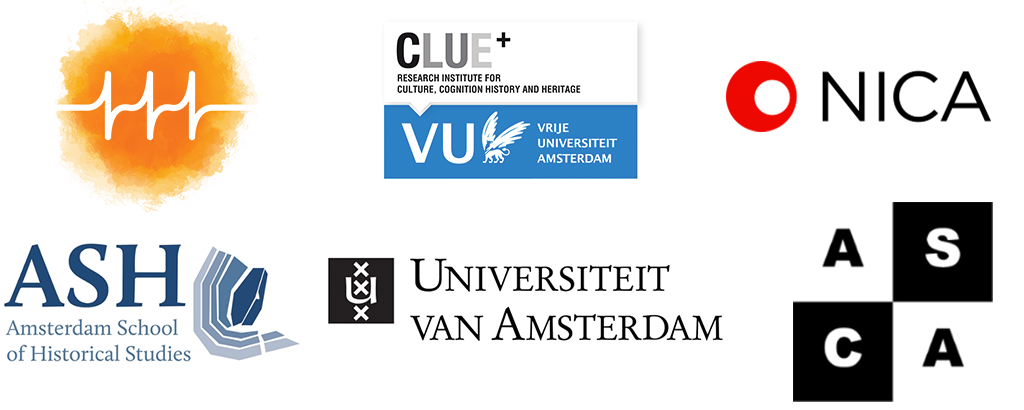 CLUE+
RESEARCH INSTITUTE FOR
CULTURE, COGNITION HISTORY AND HERITAGE
VU
VRIJE
UNIVERSITEIT
AMSTERDAM
NICA
ASH
Amsterdam School
of Historical Studies
UNIVERSITEIT
VAN AMSTERDAM
A S
C A